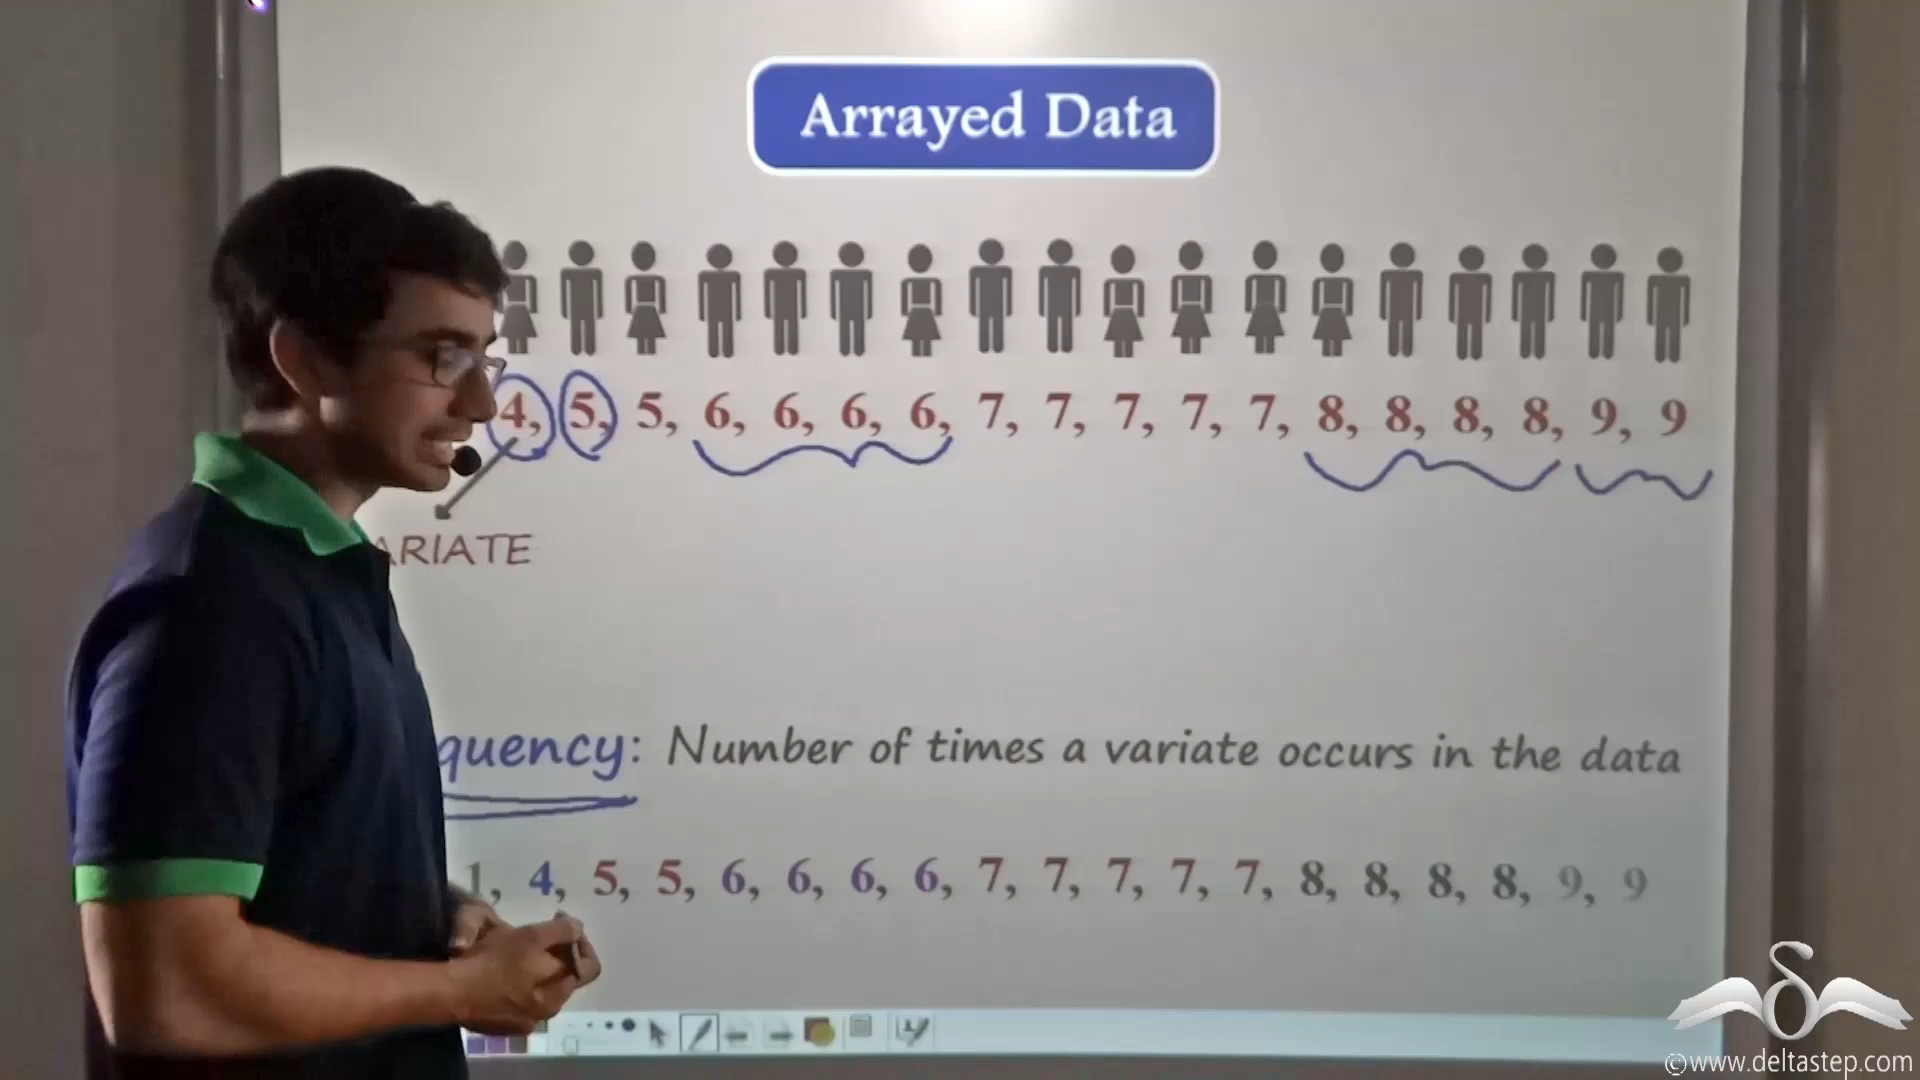 Arrayed Data
4, 5, 5, 6, 6, 6, 6, 7, 7, 7, 7, 7, 8, 8, 8, 8, 9, 9
ARIATE
quency: Number of times a variate occurs in the data
1, 4, 5, 5, 6, 6, 6, 6, 7, 7, 7, 7, 7, 8, 8, 8, 8, 9, 9
©www.deltastep.com